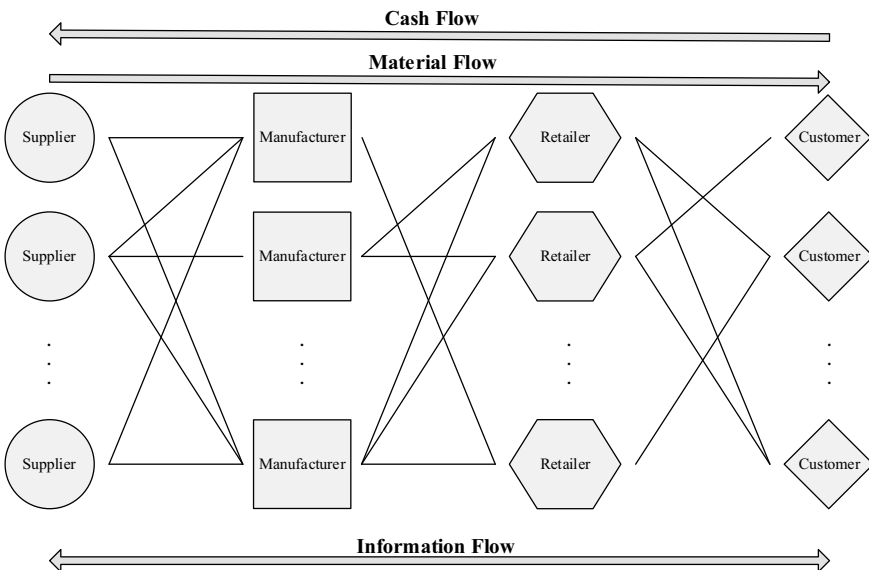 Cash Flow
Material Flow
Supplier Manufacturer Retailer Customer
Supplier Manufacturer Retailer Customer
Supplier Manufacturer Retailer Customer
Information Flow